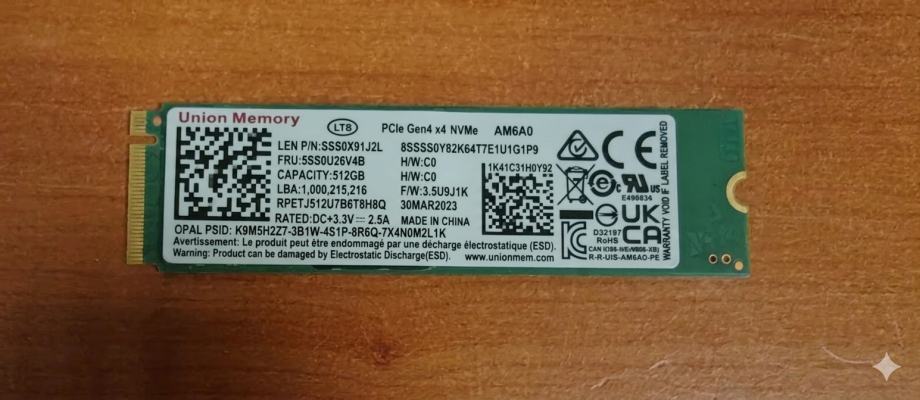 Union Memory
LT8
PCIe Gen4 x4 NVMe AM6A0
LEN P/N:SSS0X91J2L 8SSSS0Y82K64T7E1U1G1P9
FRU:5SS0U26V4B H/W:C0
CAPACITY:512GB H/W:C0
LBA:1,000,215,216 F/W:3.5U9J1K
RPETJ512U7B6T8H8Q 30MAR2023
RATED:DC+3.3V⎓ 2.5A MADE IN CHINA
OPAL PSID: K9M5H2Z7-3B1W-4S1P-8R6Q-7X4N0M2L1K
Avertissement: Le produit peut être endommagé par une décharge électrostatique (ESD).
Warning: Product can be damaged by Electrostatic Discharge(ESD). www.unionmem.com
1K41C31H0Y92
CE
c UL US
E496834
UK
CA
D32197
RoHS
R-R-UIS-AM6AO-PE
WARRANTY VOID IF LABEL REMOVED